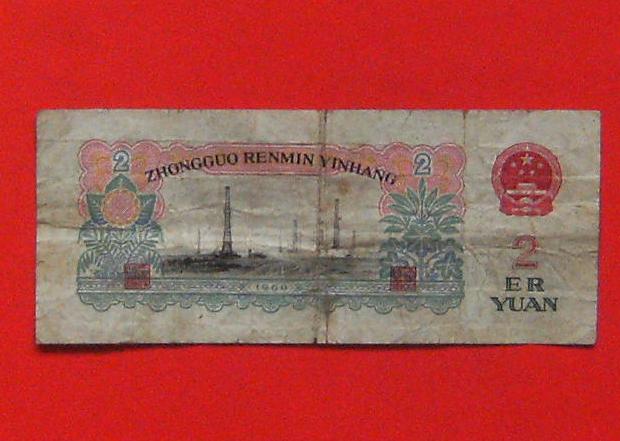 2 2
ZHONGGUO RENMIN YINHANG
2
ER
YUAN
1960